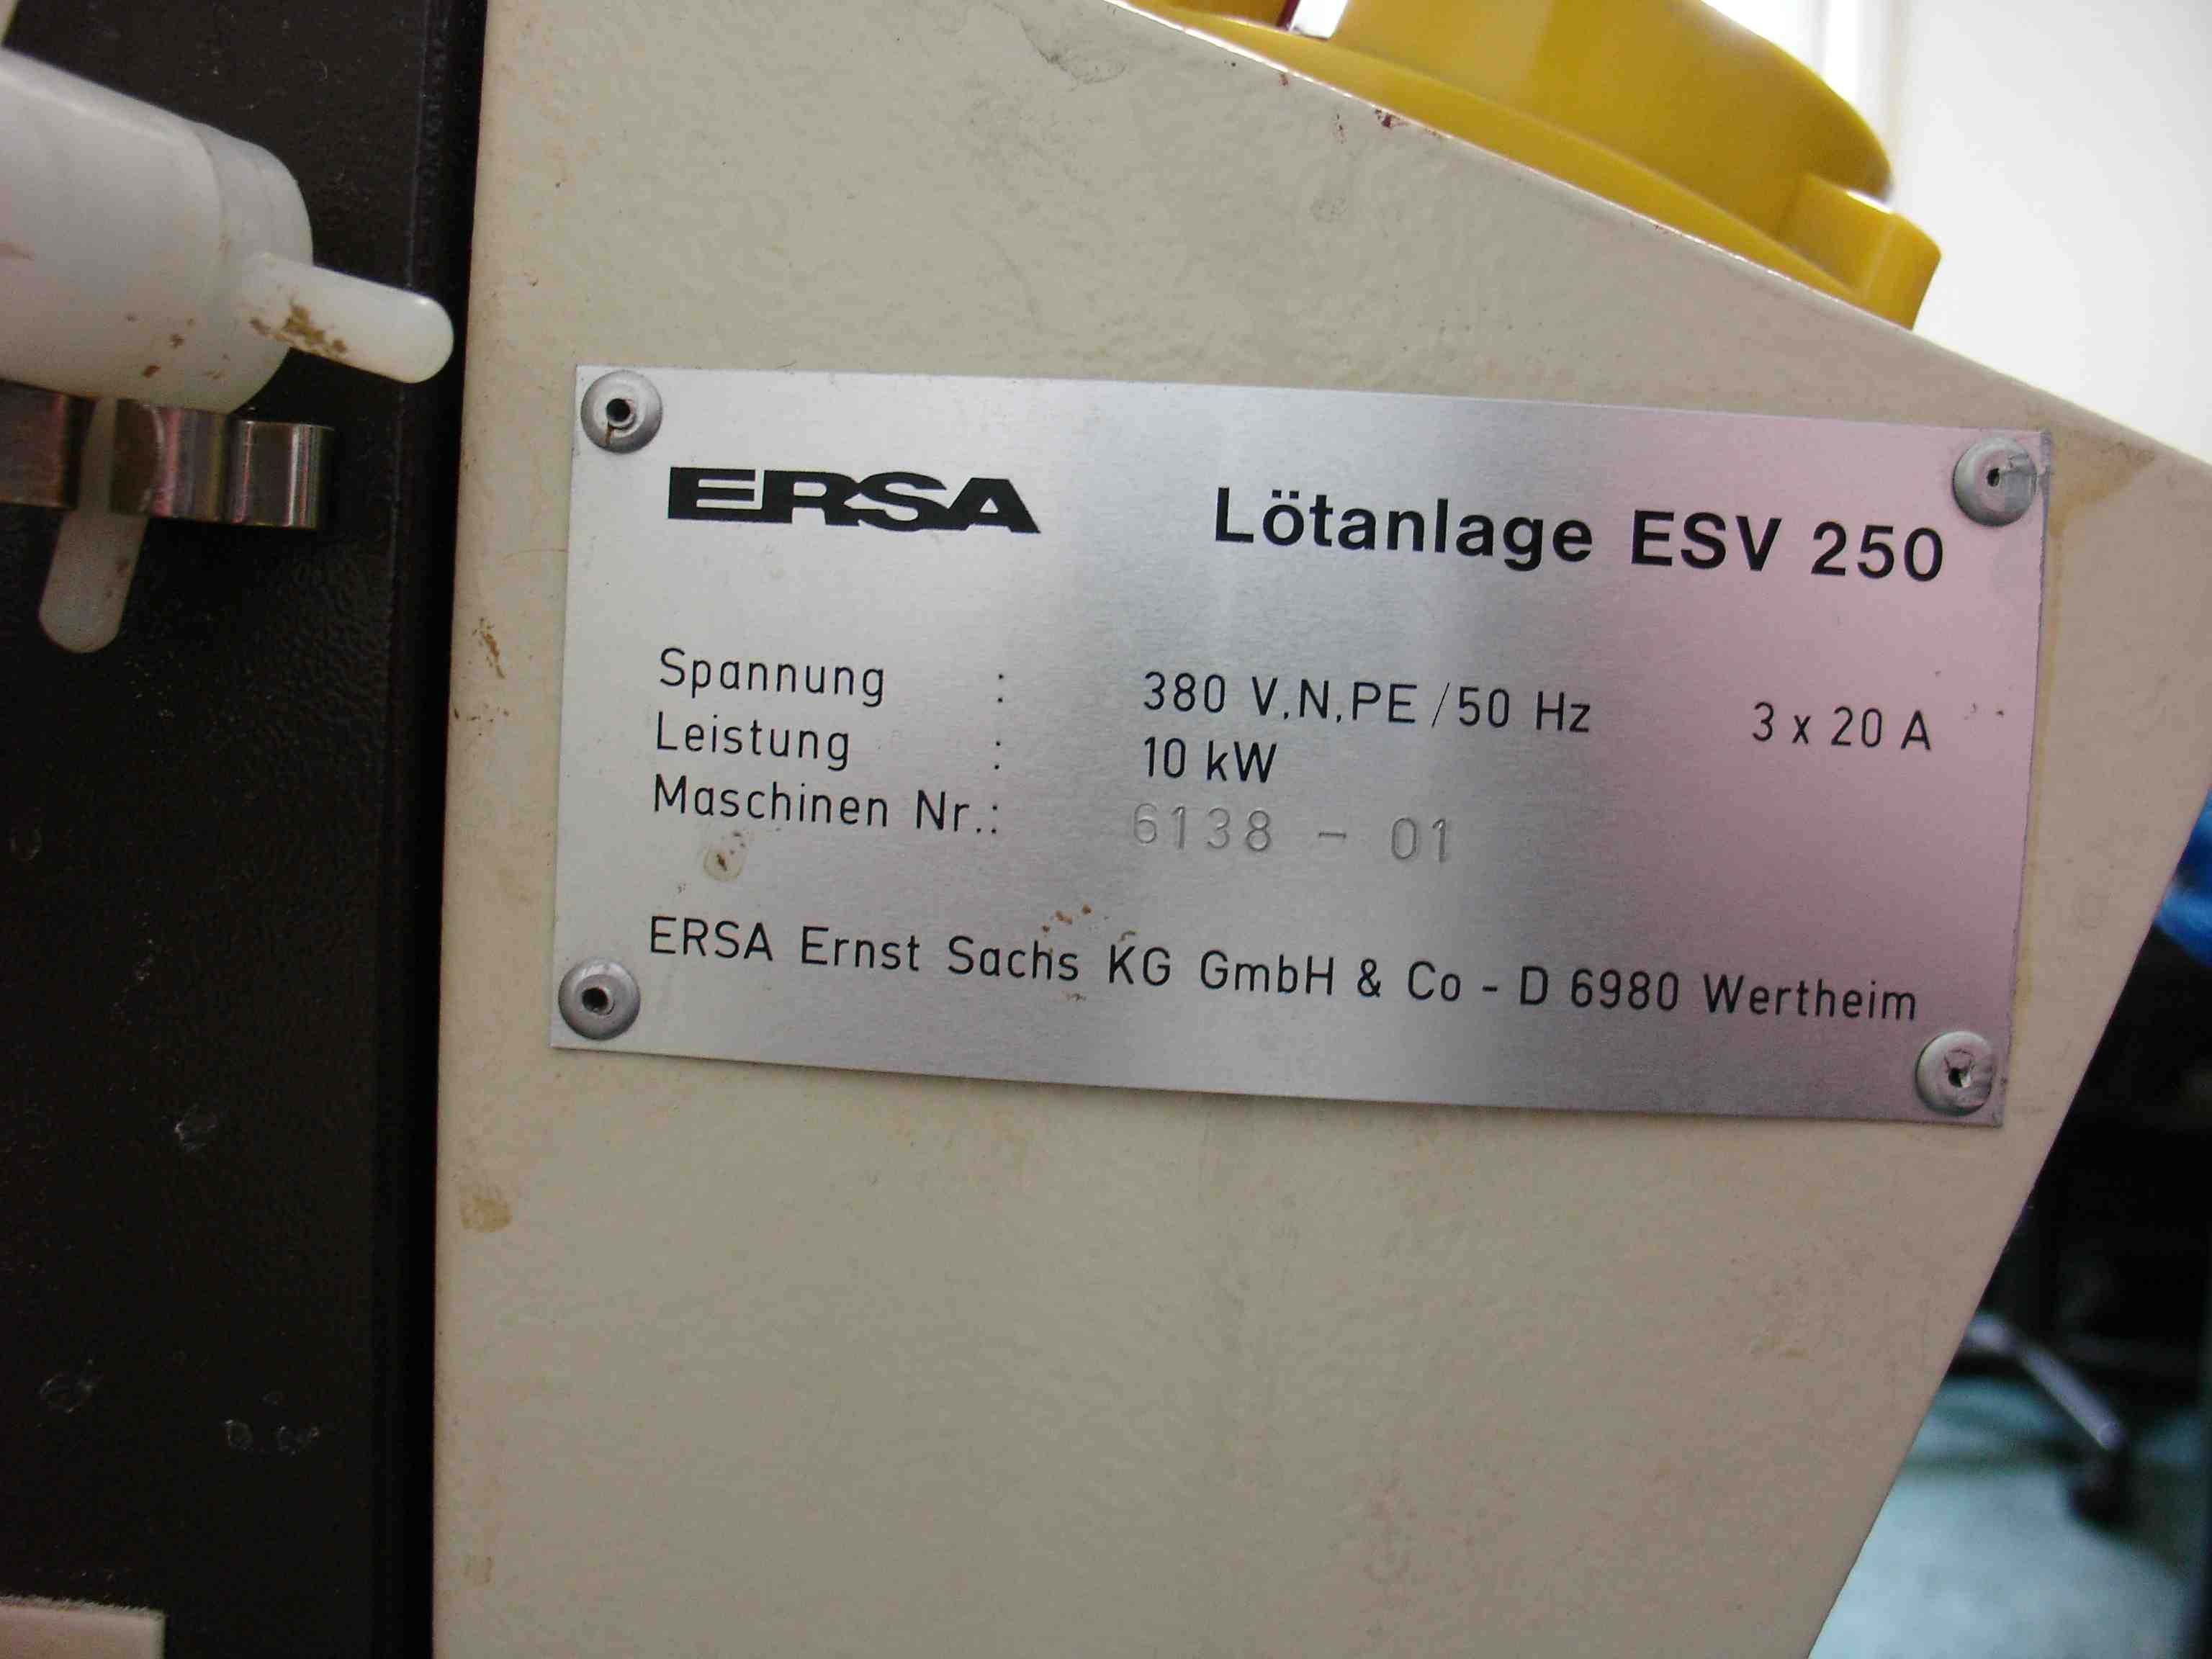 ERSA Lötanlage ESV 250
Spannung : 380 V.N.PE / 50 Hz 3 x 20 A
Leistung : 10 kW
Maschinen Nr.: 6138 - 01
ERSA Ernst Sachs KG GmbH & Co - D 6980 Wertheim